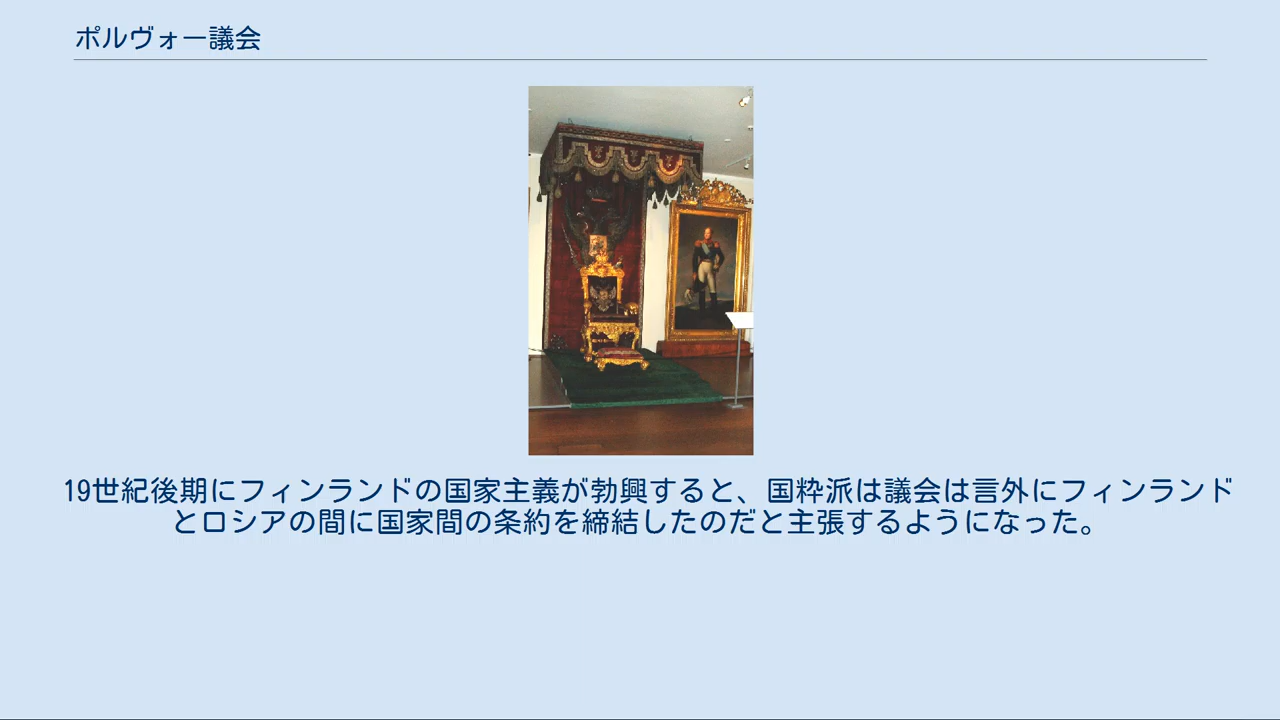 ポルヴォー議会
19世紀後期にフィンランドの国家主義が勃興すると、国粋派は議会は言外にフィンランド
とロシアの間に国家間の条約を締結したのだと主張するようになった。